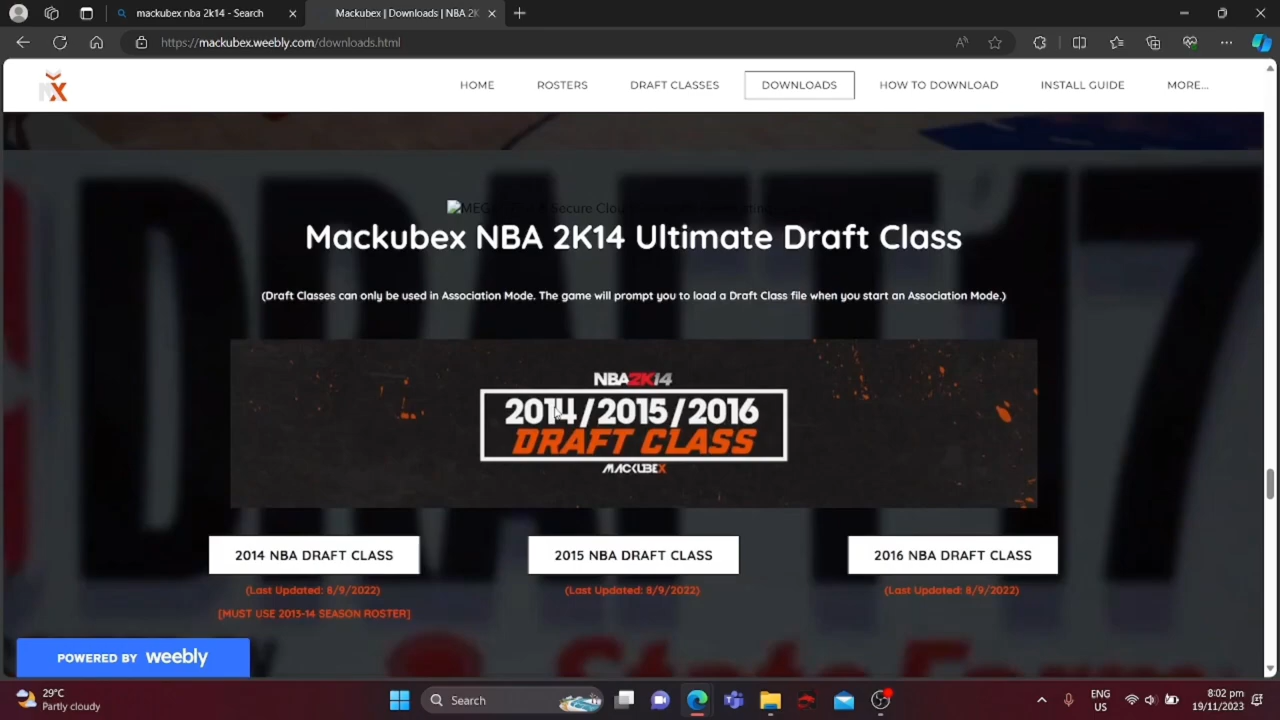 mackubex nba 2k14 - Search
Mackubex || Downloads | NBA 2K
https://mackubex.weebly.com/downloads.html
HOME
ROSTERS
DRAFT CLASSES
DOWNLOADS
HOW TO DOWNLOAD
INSTALL GUIDE
MORE...
Mackubex NBA 2K14 Ultimate Draft Class
(Draft Classes can only be used in Association Mode. The game will prompt you to load a Draft Class file when you start an Association Mode.)
NBA2K14
2014/2015/2016
DRAFT CLASS
MACKUBEX
2014 NBA DRAFT CLASS
2015 NBA DRAFT CLASS
2016 NBA DRAFT CLASS
(Last Updated: 8/9/2022)
(Last Updated: 8/9/2022)
(Last Updated: 8/9/2022)
[MUST USE 2013-14 SEASON ROSTER]
State Farm
POWERED BY weebly
29°C
Partly cloudy
Search
ENG
US
8:02 pm
19/11/2023